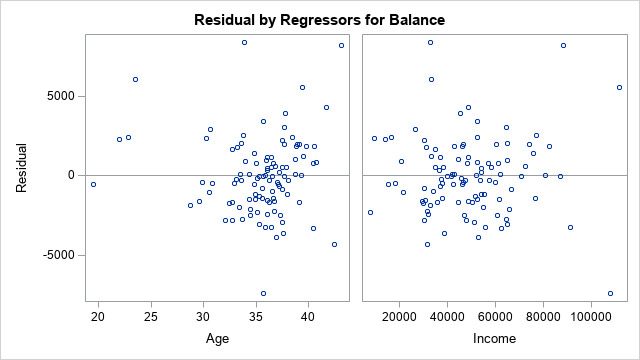 Residual by Regressors for Balance
Residual
5000
0
-5000
20 25 30 35 40
20000 40000 60000 80000 100000
Age
Income